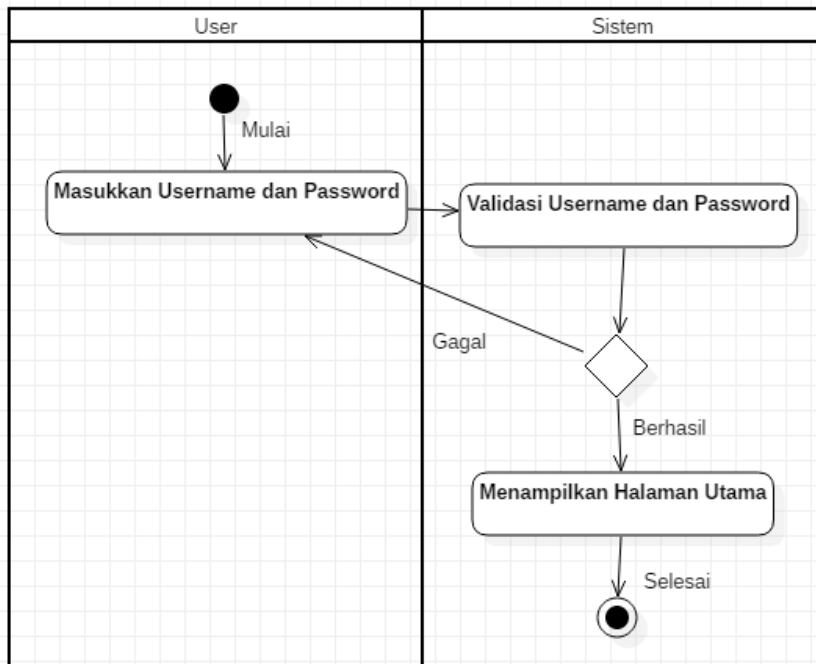 User
Sistem
Mulai
Masukkan Username dan Password
Validasi Username dan Password
Gagal
Berhasil
Menampilkan Halaman Utama
Selesai